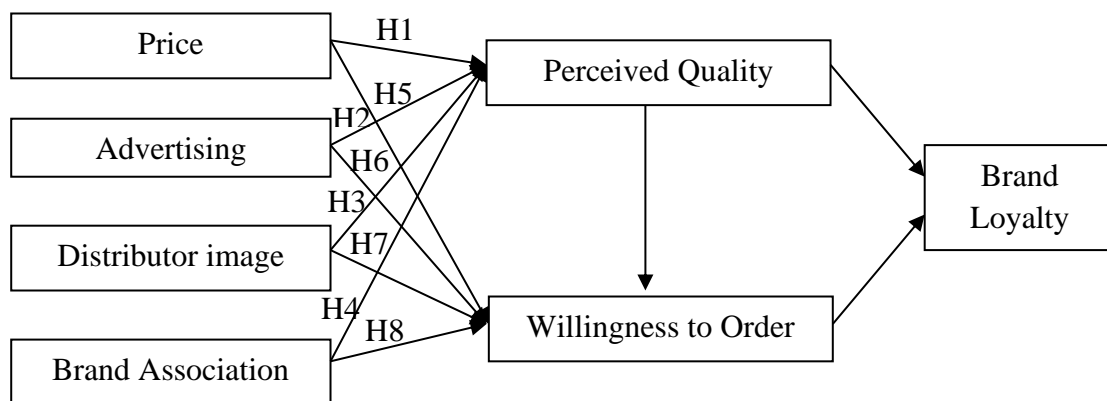 Price
H1
Perceived Quality
H5
H2
Advertising
H6
Brand
Loyalty
H3
Distributor image
H7
H4
Willingness to Order
H8
Brand Association